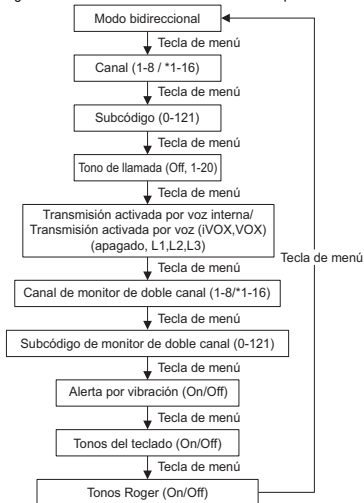 Modo bidireccional
Tecla de menú
Canal (1-8 / *1-16)
Tecla de menú
Subcódigo (0-121)
Tecla de menú
Tono de llamada (Off, 1-20)
Tecla de menú
Transmisión activada por voz interna/
Transmisión activada por voz (iVOX,VOX)
(apagado, L1,L2,L3)
Tecla de menú
Tecla de menú
Canal de monitor de doble canal (1-8/*1-16)
Tecla de menú
Subcódigo de monitor de doble canal (0-121)
Tecla de menú
Alerta por vibración (On/Off)
Tecla de menú
Tonos del teclado (On/Off)
Tecla de menú
Tonos Roger (On/Off)